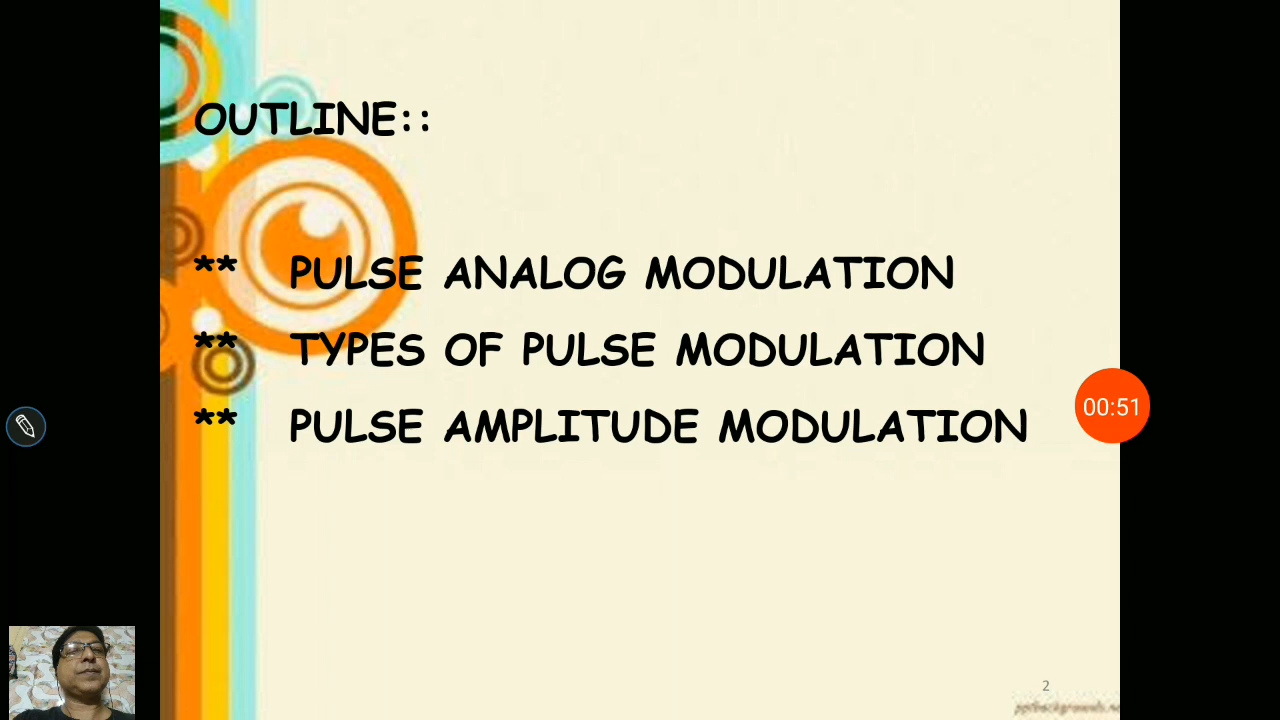 OUTLINE::
** PULSE ANALOG MODULATION
** TYPES OF PULSE MODULATION
** PULSE AMPLITUDE MODULATION
00:51
2